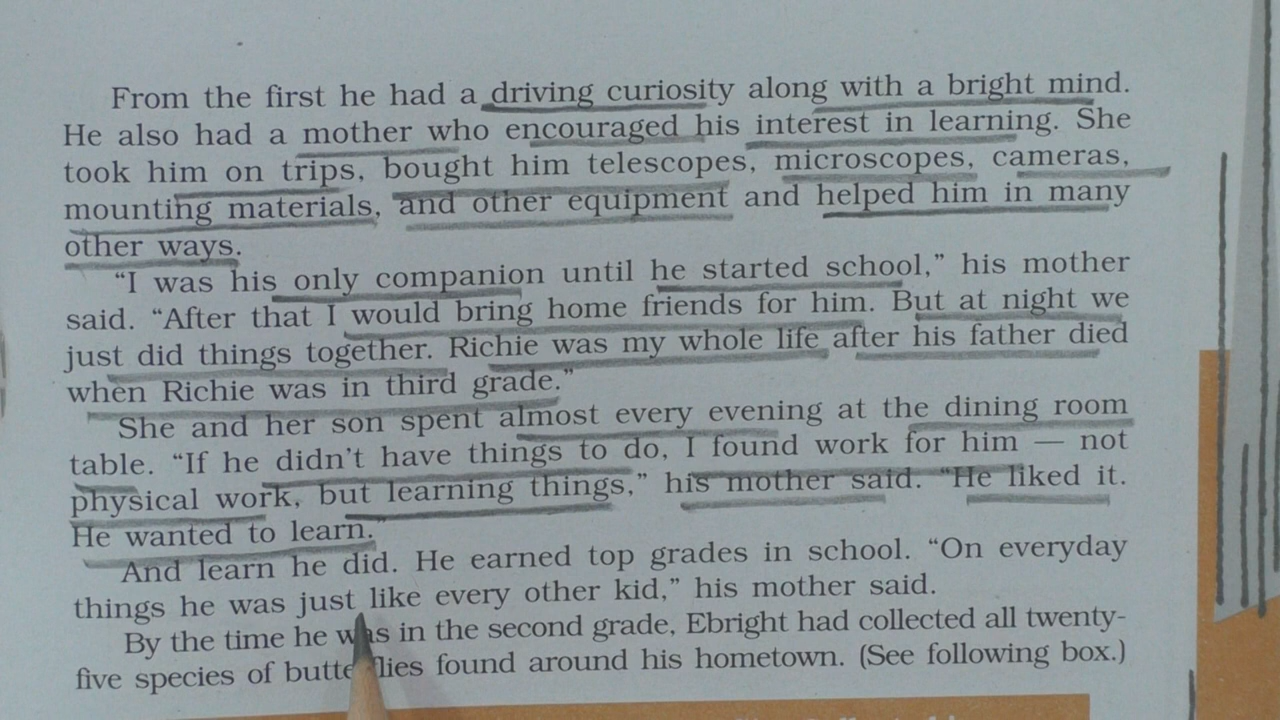 From the first he had a driving curiosity along with a bright mind.
He also had a mother who encouraged his interest in learning. She
took him on trips, bought him telescopes, microscopes, cameras,
mounting materials, and other equipment and helped him in many
other ways.
“I was his only companion until he started school,” his mother
said. “After that I would bring home friends for him. But at night we
just did things together. Richie was my whole life after his father died
when Richie was in third grade.”
She and her son spent almost every evening at the dining room
table. “If he didn't have things to do, I found work for him — not
physical work, but learning things,” his mother said. “He liked it.
He wanted to learn.”
And learn he did. He earned top grades in school. “On everyday
things he was just like every other kid,” his mother said.
By the time he was in the second grade, Ebright had collected all twenty-
five species of butterflies found around his hometown. (See following box.)